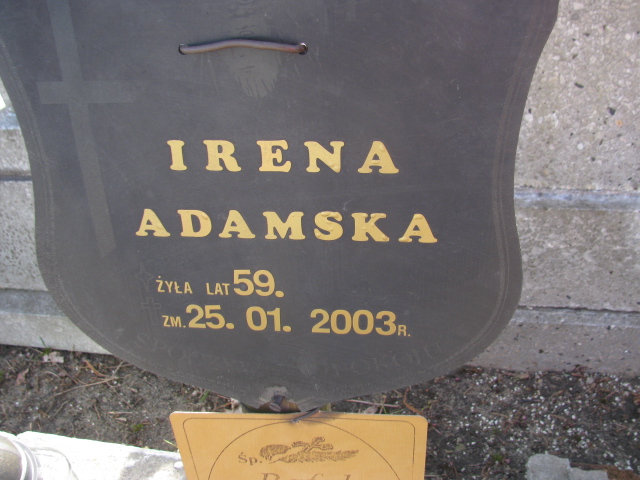 IRENA
ADAMSKA
ŻYŁA LAT 59.
ZM. 25. 01. 2003 R.
Śp.